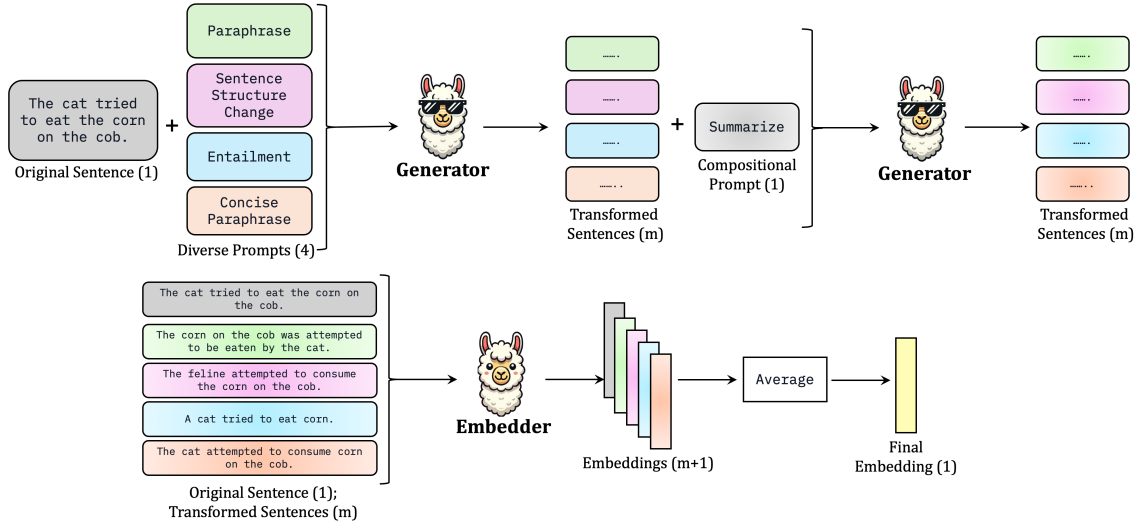 The cat tried
to eat the corn
on the cob.
Original Sentence (1)
+
Paraphrase
Sentence
Structure
Change
Entailment
Concise
Paraphrase
Diverse Prompts (4)
Generator
…….
…….
….
……..
Transformed
Sentences (m)
+
Summarize
Compositional
Prompt (1)
Generator
…….
…….
….
……..
Transformed
Sentences (m)
The cat tried to eat the corn on
the cob.
The corn on the cob was attempted
to be eaten by the cat.
The feline attempted to consume
the corn on the cob.
A cat tried to eat corn.
The cat attempted to consume corn
on the cob.
Original Sentence (1);
Transformed Sentences (m)
Embedder
Embeddings (m+1)
Average
Final
Embedding (1)